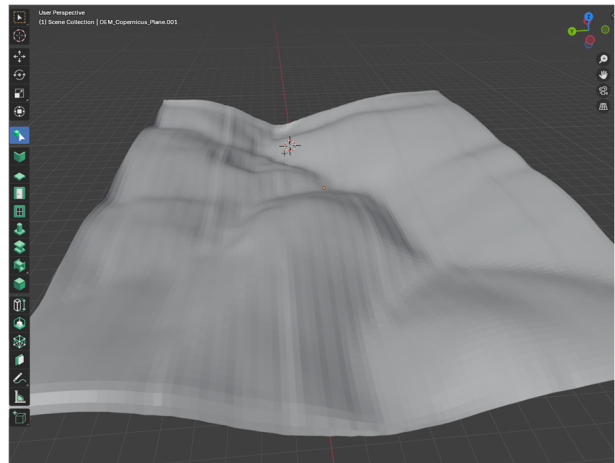 User Perspective
(1) Scene Collection | DEM_Copernicus_Plane.001
Z
Y